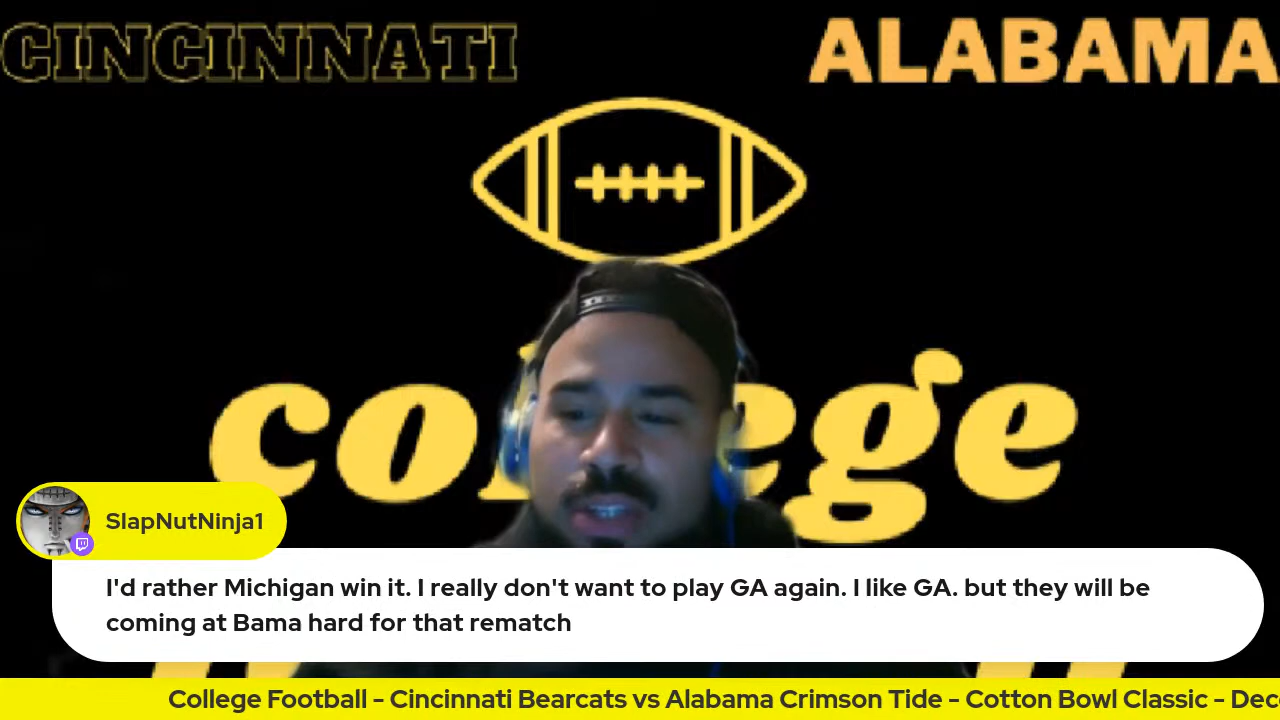 CINCINNATI
ALABAMA
SlapNutNinja1
I'd rather Michigan win it. I really don't want to play GA again. I like GA. but they will be
coming at Bama hard for that rematch
College Football - Cincinnati Bearcats vs Alabama Crimson Tide - Cotton Bowl Classic - Dec